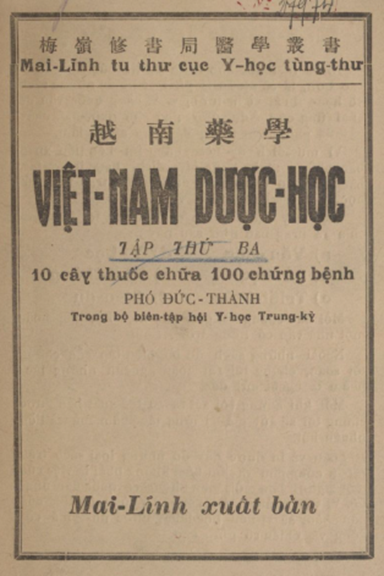 梅嶺修書局醫學叢書
Mai-Lĩnh tu thư cục Y-học tùng-thư
越南藥學
VIỆT-NAM DƯỢC-HỌC
TẬP THỨ BA
10 cây thuốc chữa 100 chứng bệnh
PHÓ ĐỨC-THÀNH
Trong bộ biên-tập hội Y-học Trung-kỳ
Mai-Lĩnh xuất bản